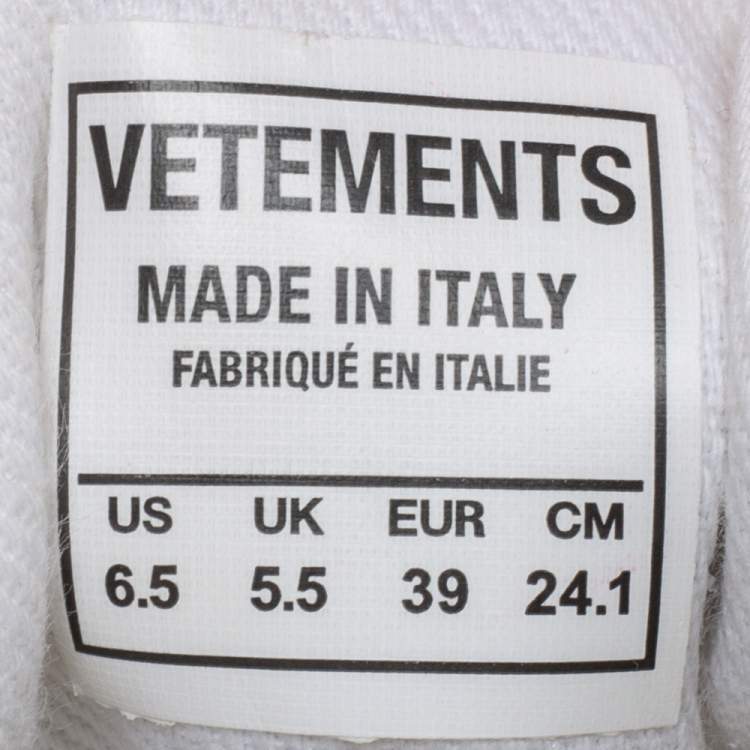 VETEMENTS
MADE IN ITALY
FABRIQUÉ EN ITALIE
US UK EUR CM
6.5 5.5 39 24.1